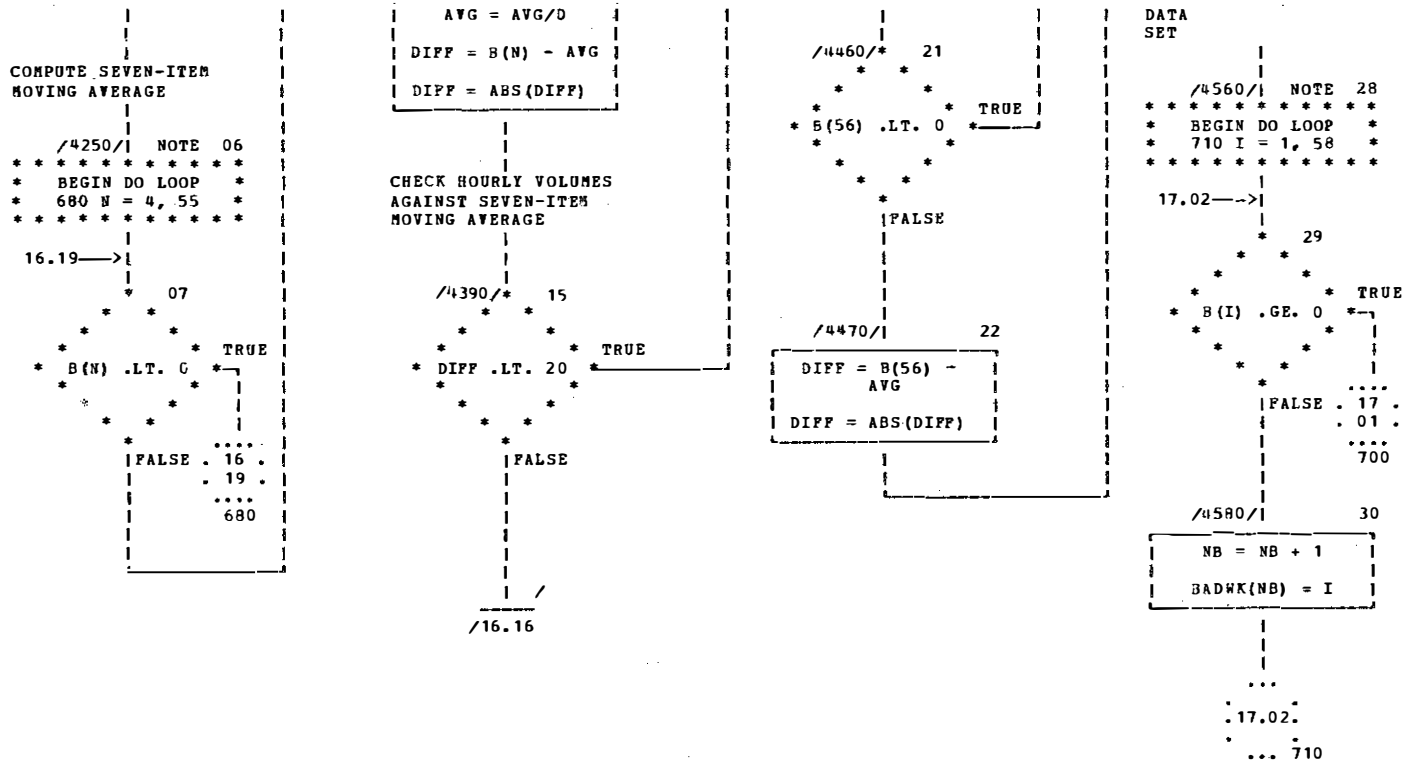 COMPUTE SEVEN-ITEM
MOVING AVERAGE
/4250/ NOTE 06
BEGIN DO LOOP
680 N = 4, 55
16.19
07
B(N) .LT. 0
TRUE
FALSE
16
19
680
AVG = AVG/D
DIFF = B(N) - AVG
DIFF = ABS(DIFF)
CHECK HOURLY VOLUMES
AGAINST SEVEN-ITEM
MOVING AVERAGE
/4390/ 15
DIFF .LT. 20
TRUE
FALSE
/16.16
/4460/ 21
B(56) .LT. 0
TRUE
FALSE
/4470/ 22
DIFF = B(56) -
AVG
DIFF = ABS(DIFF)
DATA
SET
/4560/ NOTE 28
BEGIN DO LOOP
710 I = 1, 58
17.02
29
B(I) .GE. 0
TRUE
FALSE
17
01
700
/4580/ 30
NB = NB + 1
BADWK(NB) = I
17.02
710